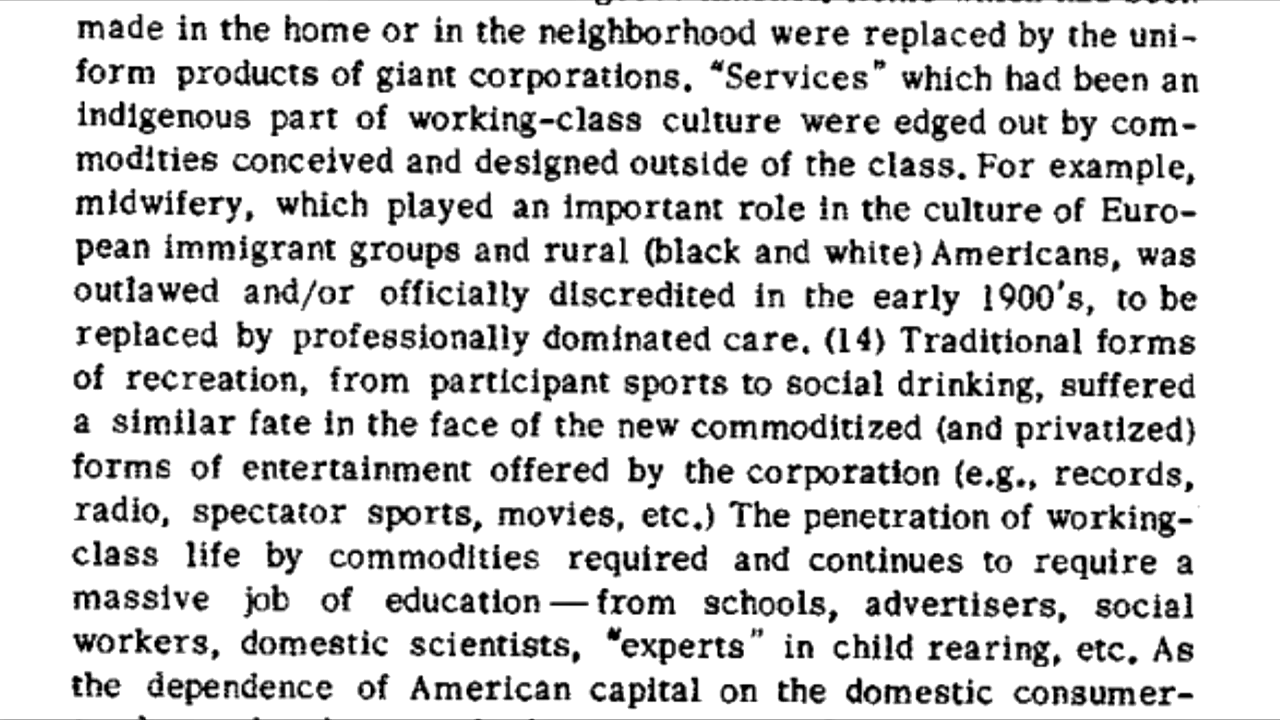 made in the home or in the neighborhood were replaced by the uni-
form products of giant corporations. “Services” which had been an
indigenous part of working-class culture were edged out by com-
modities conceived and designed outside of the class. For example,
midwifery, which played an important role in the culture of Euro-
pean immigrant groups and rural (black and white) Americans, was
outlawed and/or officially discredited in the early 1900's, to be
replaced by professionally dominated care. (14) Traditional forms
of recreation, from participant sports to social drinking, suffered
a similar fate in the face of the new commoditized (and privatized)
forms of entertainment offered by the corporation (e.g., records,
radio, spectator sports, movies, etc.) The penetration of working-
class life by commodities required and continues to require a
massive job of education — from schools, advertisers, social
workers, domestic scientists, “experts” in child rearing, etc. As
the dependence of American capital on the domestic consumer-